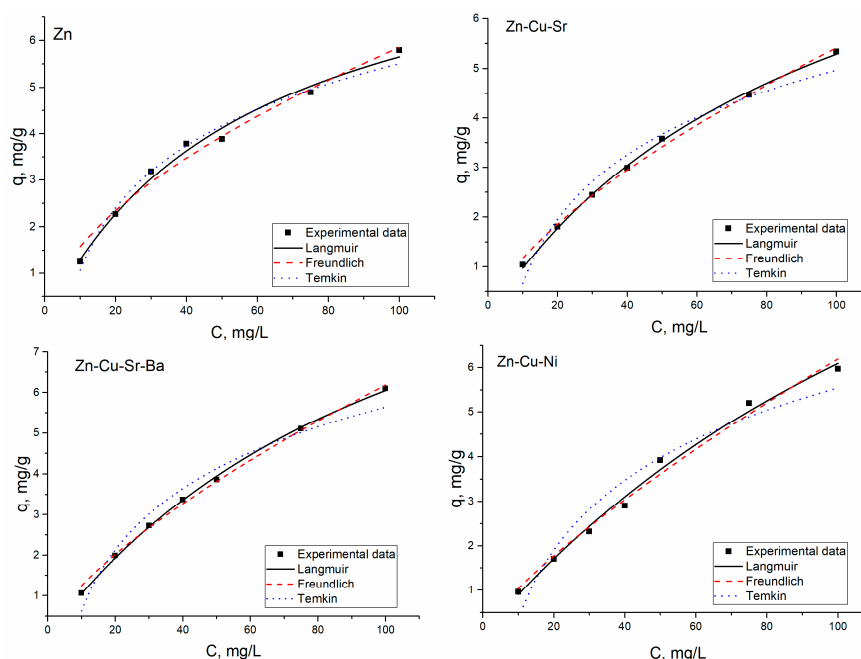 Zn
q, mg/g
6
5
4
3
2
1
0 20 40 60 80 100
C, mg/L
Experimental data
Langmuir
Freundlich
Temkin
Zn-Cu-Sr
q, mg/g
6
5
4
3
2
1
0 20 40 60 80 100
C, mg/L
Experimental data
Langmuir
Freundlich
Temkin
Zn-Cu-Sr-Ba
q, mg/g
7
6
5
4
3
2
1
0 20 40 60 80 100
C, mg/L
Experimental data
Langmuir
Freundlich
Temkin
Zn-Cu-Ni
q, mg/g
6
5
4
3
2
1
0 20 40 60 80 100
C, mg/L
Experimental data
Langmuir
Freundlich
Temkin